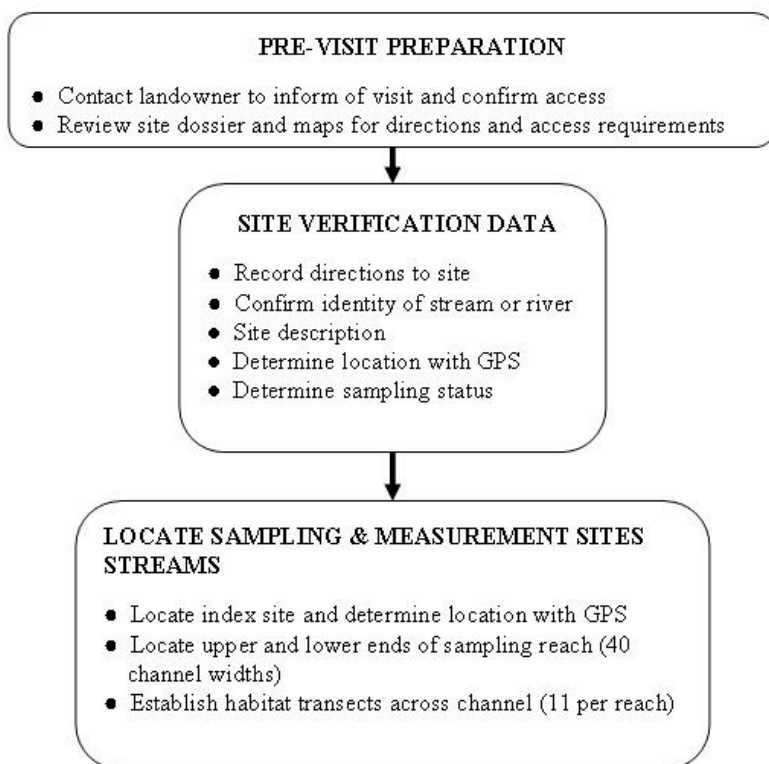 PRE-VISIT PREPARATION
● Contact landowner to inform of visit and confirm access
● Review site dossier and maps for directions and access requirements
SITE VERIFICATION DATA
● Record directions to site
● Confirm identity of stream or river
● Site description
● Determine location with GPS
● Determine sampling status
LOCATE SAMPLING & MEASUREMENT SITES
STREAMS
● Locate index site and determine location with GPS
● Locate upper and lower ends of sampling reach (40
channel widths)
● Establish habitat transects across channel (11 per reach)